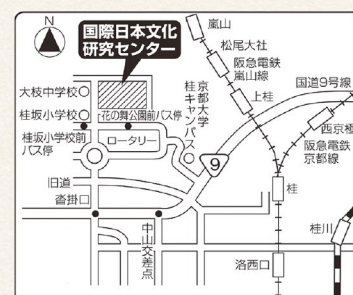 N
国際日本文化
研究センター
嵐山
松尾大社
阪急電鉄
嵐山線
上桂
国道9号線
大枝中学校
桂坂小学校
花の舞公園前バス停
桂坂小学校前
バス停
ロータリー
京都大学
桂キャンパス
9
西京極
阪急電鉄
京都線
旧道
沓掛口
中山交差点
桂
桂川
洛西口